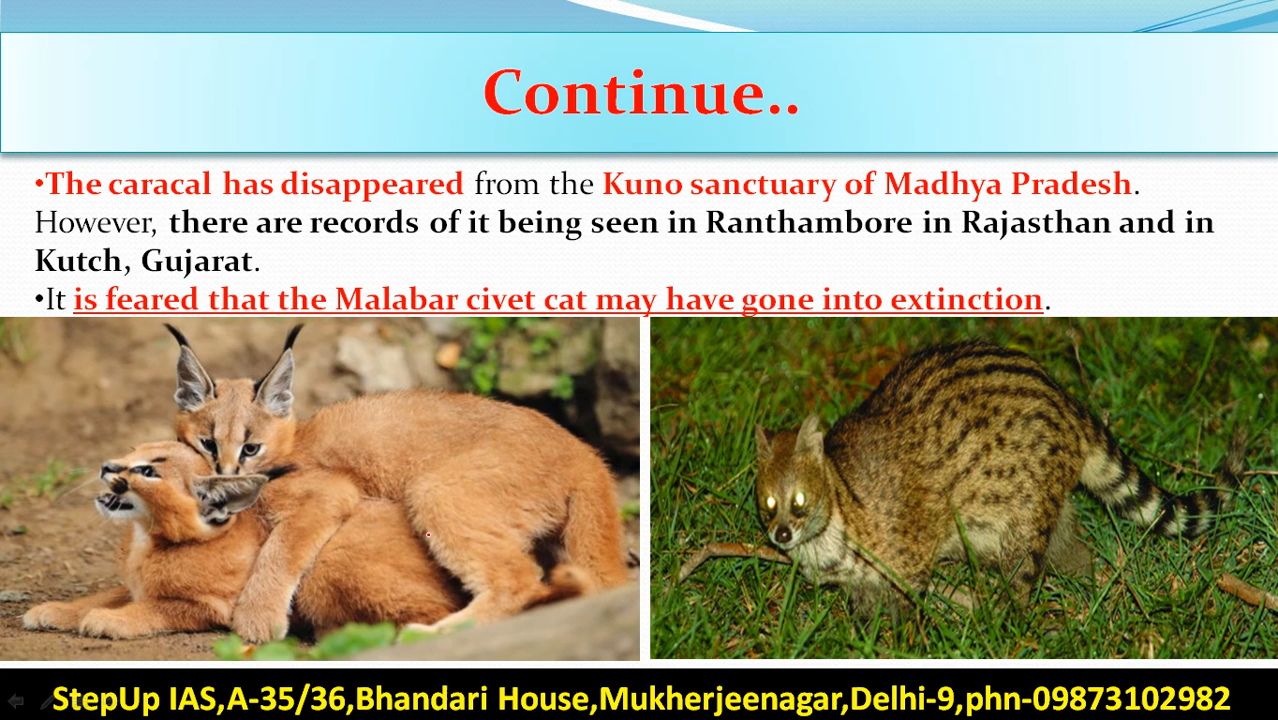 Continue..
•The caracal has disappeared from the Kuno sanctuary of Madhya Pradesh.
However, there are records of it being seen in Ranthambore in Rajasthan and in
Kutch, Gujarat.
•It is feared that the Malabar civet cat may have gone into extinction.
StepUp IAS,A-35/36,Bhandari House,Mukherjeenagar,Delhi-9,phn-09873102982